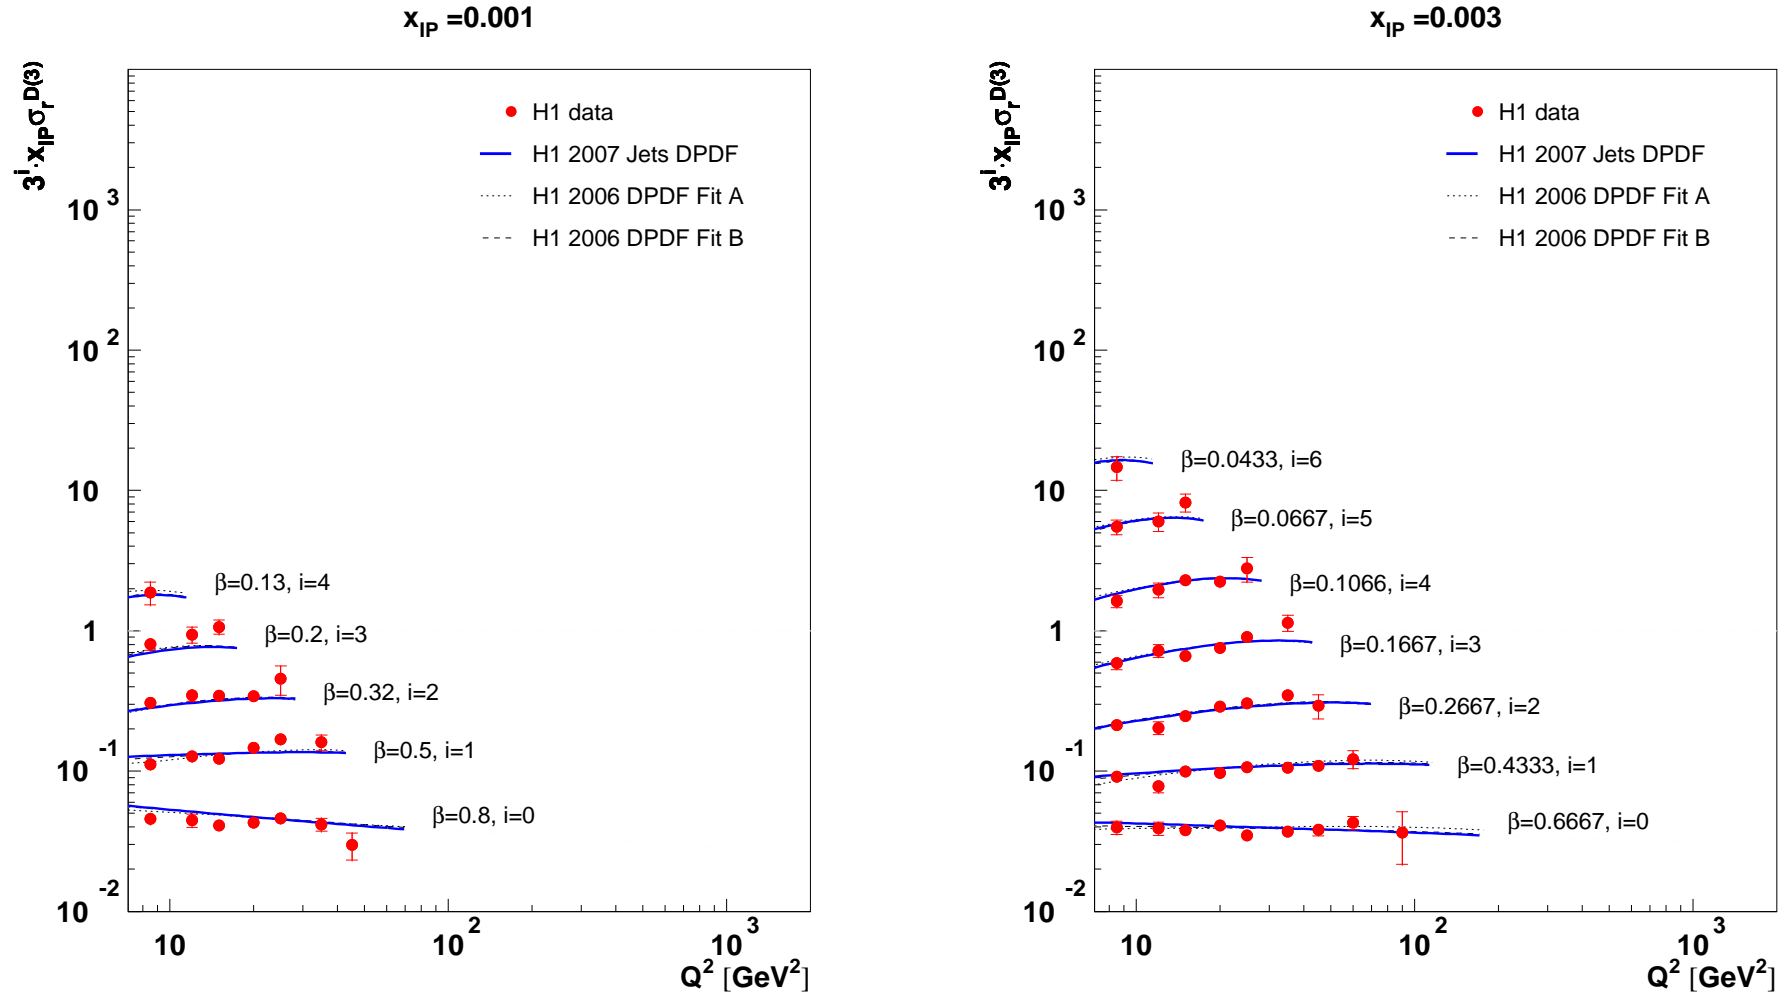 x_IP =0.001
3^i·x_IPσ_r^D(3)
H1 data
H1 2007 Jets DPDF
H1 2006 DPDF Fit A
H1 2006 DPDF Fit B
10^3
10^2
10
1
10^-1
10^-2
β=0.13, i=4
β=0.2, i=3
β=0.32, i=2
β=0.5, i=1
β=0.8, i=0
10
10^2
10^3
Q^2 [GeV^2]
x_IP =0.003
3^i·x_IPσ_r^D(3)
H1 data
H1 2007 Jets DPDF
H1 2006 DPDF Fit A
H1 2006 DPDF Fit B
10^3
10^2
10
1
10^-1
10^-2
β=0.0433, i=6
β=0.0667, i=5
β=0.1066, i=4
β=0.1667, i=3
β=0.2667, i=2
β=0.4333, i=1
β=0.6667, i=0
10
10^2
10^3
Q^2 [GeV^2]